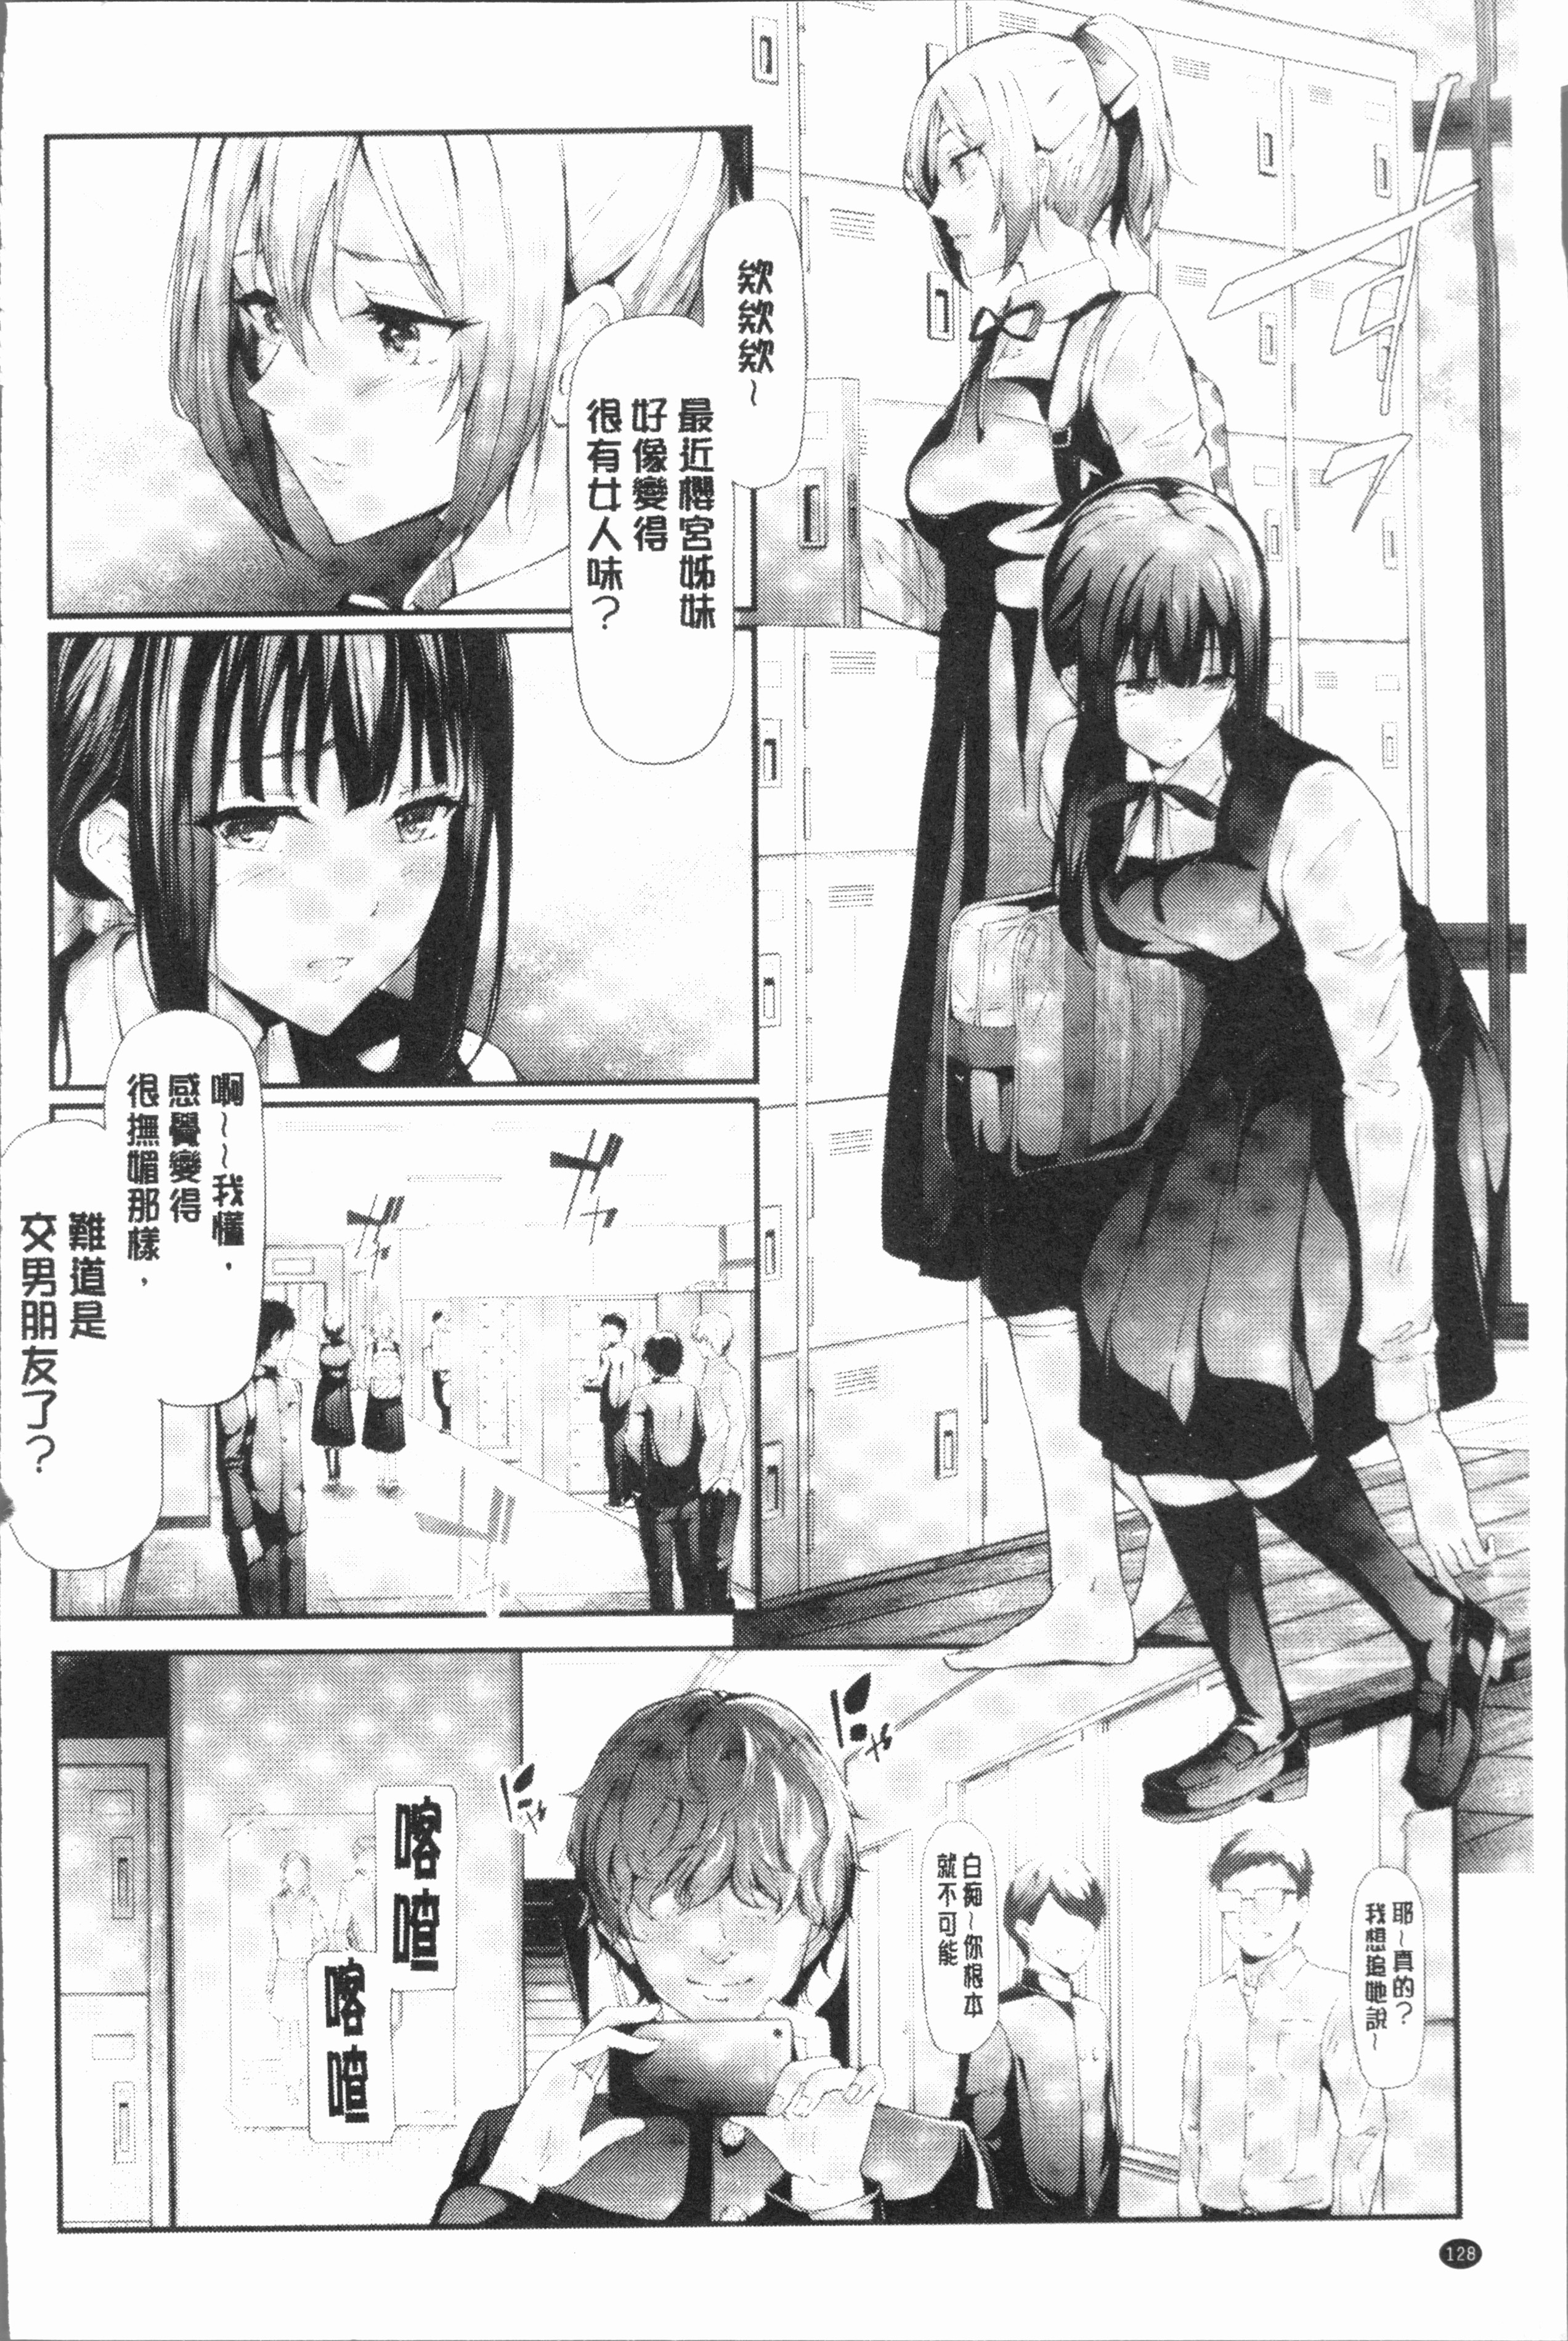 欸欸欸~
最近櫻宮姊妹
好像變得
很有女人味？
啊~~我懂，
感覺變得
很撫媚那樣，
難道是
交男朋友了？
耶~真的？
我想追她說~
白痴~你根本
就不可能
喀喳
喀喳
128